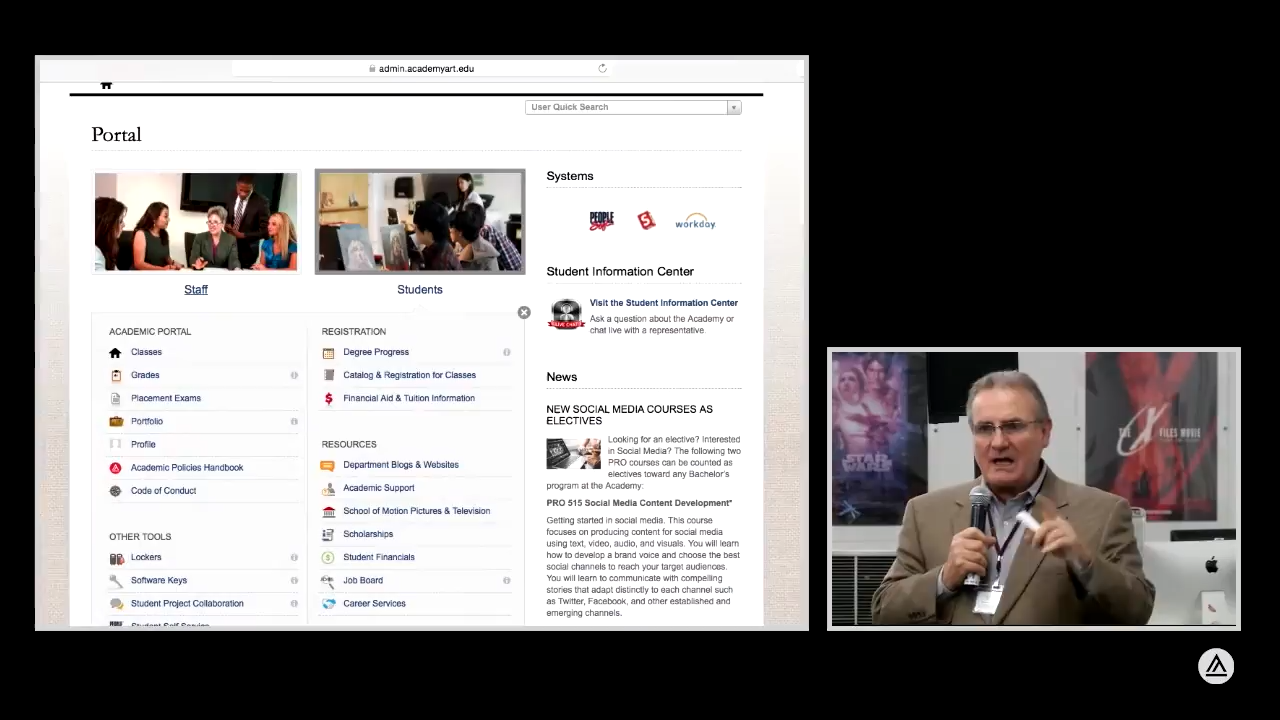 admin.academyart.edu
User Quick Search
Portal
Staff
Students
ACADEMIC PORTAL
Classes
Grades
Placement Exams
Portfolio
Profile
Academic Policies Handbook
Code of Conduct
OTHER TOOLS
Lockers
Software Keys
Student Project Collaboration
Student Self Service
REGISTRATION
Degree Progress
Catalog & Registration for Classes
Financial Aid & Tuition Information
RESOURCES
Department Blogs & Websites
Academic Support
School of Motion Pictures & Television
Scholarships
Student Financials
Job Board
Career Services
Systems
PEOPLE
Soft
workday
Student Information Center
LIVE CHAT
Visit the Student Information Center
Ask a question about the Academy or
chat live with a representative.
News
NEW SOCIAL MEDIA COURSES AS
ELECTIVES
Looking for an elective? Interested
in Social Media? The following two
PRO courses can be counted as
electives toward any Bachelor's
program at the Academy:
PRO 515 Social Media Content Development*
Getting started in social media. This course
focuses on producing content for social media
using text, video, audio, and visuals. You will learn
how to develop a brand voice and choose the best
social channels to reach your target audiences.
You will learn to communicate with compelling
stories that adapt distinctly to each channel such
as Twitter, Facebook, and other established and
emerging channels.
STAR
WARS
THE X FILES MOVIE